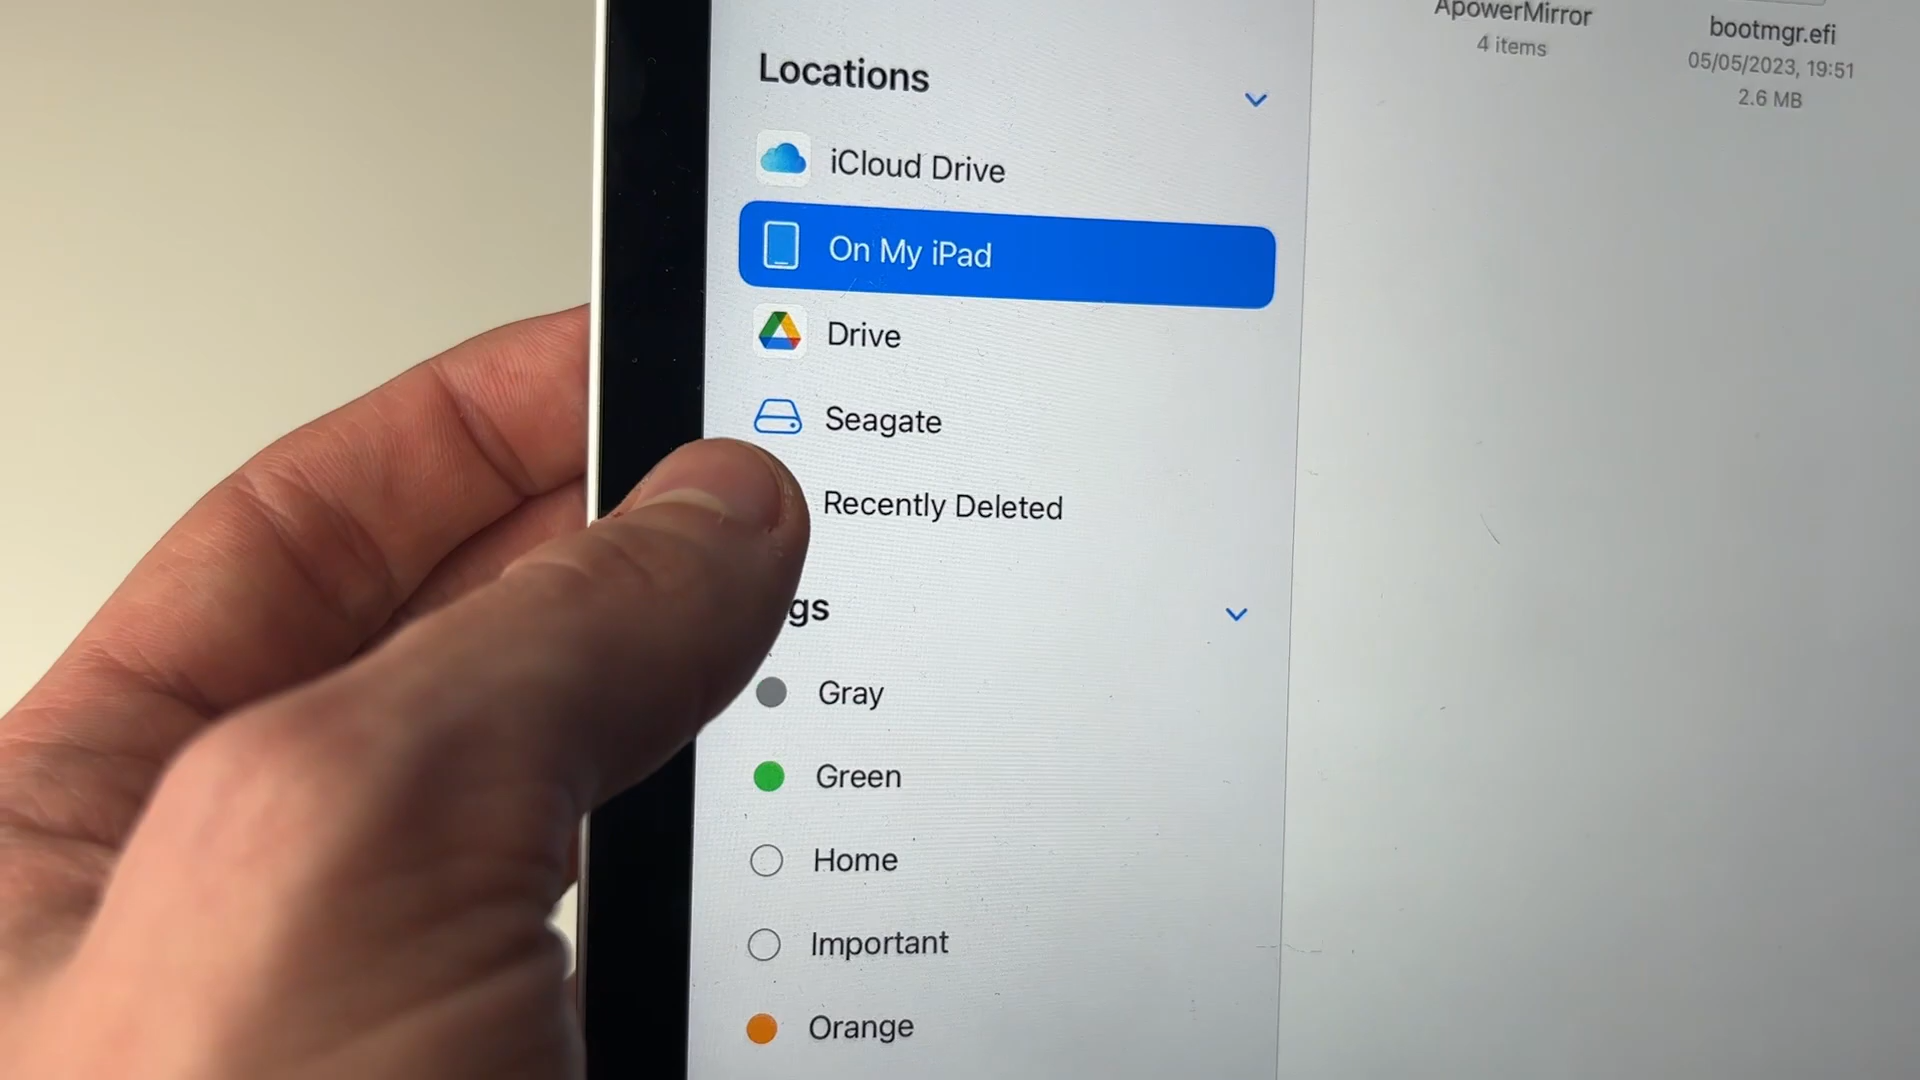 Locations
iCloud Drive
On My iPad
Drive
Seagate
Recently Deleted
gs
Gray
Green
Home
Important
Orange
ApowerMirror
4 items
bootmgr.efi
05/05/2023, 19:51
2.6 MB